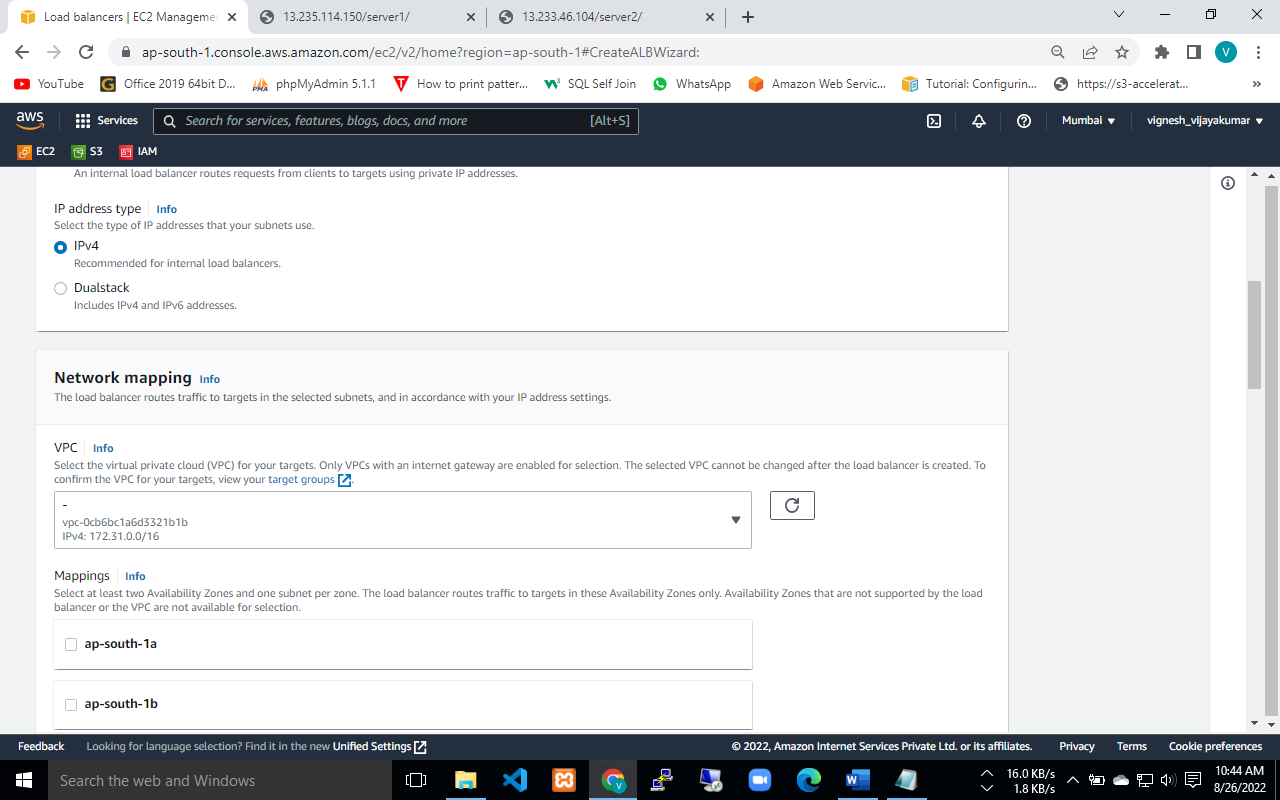 Load balancers | EC2 Manageme
13.235.114.150/server1/
13.233.46.104/server2/
ap-south-1.console.aws.amazon.com/ec2/v2/home?region=ap-south-1#CreateALBWizard:
V
YouTube
Office 2019 64bit D...
phpMyAdmin 5.1.1
How to print patter...
SQL Self Join
WhatsApp
Amazon Web Servic...
Tutorial: Configurin...
https://s3-accelerat...
»
aws
Services
Search for services, features, blogs, docs, and more
[Alt+S]
Mumbai
vignesh_vijayakumar
EC2
S3
IAM
An internal load balancer routes requests from clients to targets using private IP addresses.
IP address type
Info
Select the type of IP addresses that your subnets use.
IPv4
Recommended for internal load balancers.
Dualstack
Includes IPv4 and IPv6 addresses.
Network mapping Info
The load balancer routes traffic to targets in the selected subnets, and in accordance with your IP address settings.
VPC
Info
Select the virtual private cloud (VPC) for your targets. Only VPCs with an internet gateway are enabled for selection. The selected VPC cannot be changed after the load balancer is created. To
confirm the VPC for your targets, view your target groups.
-
vpc-0cb6bc1a6d3321b1b
IPv4: 172.31.0.0/16
Mappings
Info
Select at least two Availability Zones and one subnet per zone. The load balancer routes traffic to targets in these Availability Zones only. Availability Zones that are not supported by the load
balancer or the VPC are not available for selection.
ap-south-1a
ap-south-1b
Feedback
Looking for language selection? Find it in the new Unified Settings
© 2022, Amazon Internet Services Private Ltd. or its affiliates.
Privacy
Terms
Cookie preferences
Search the web and Windows
16.0 KB/s
1.8 KB/s
10:44 AM
8/26/2022